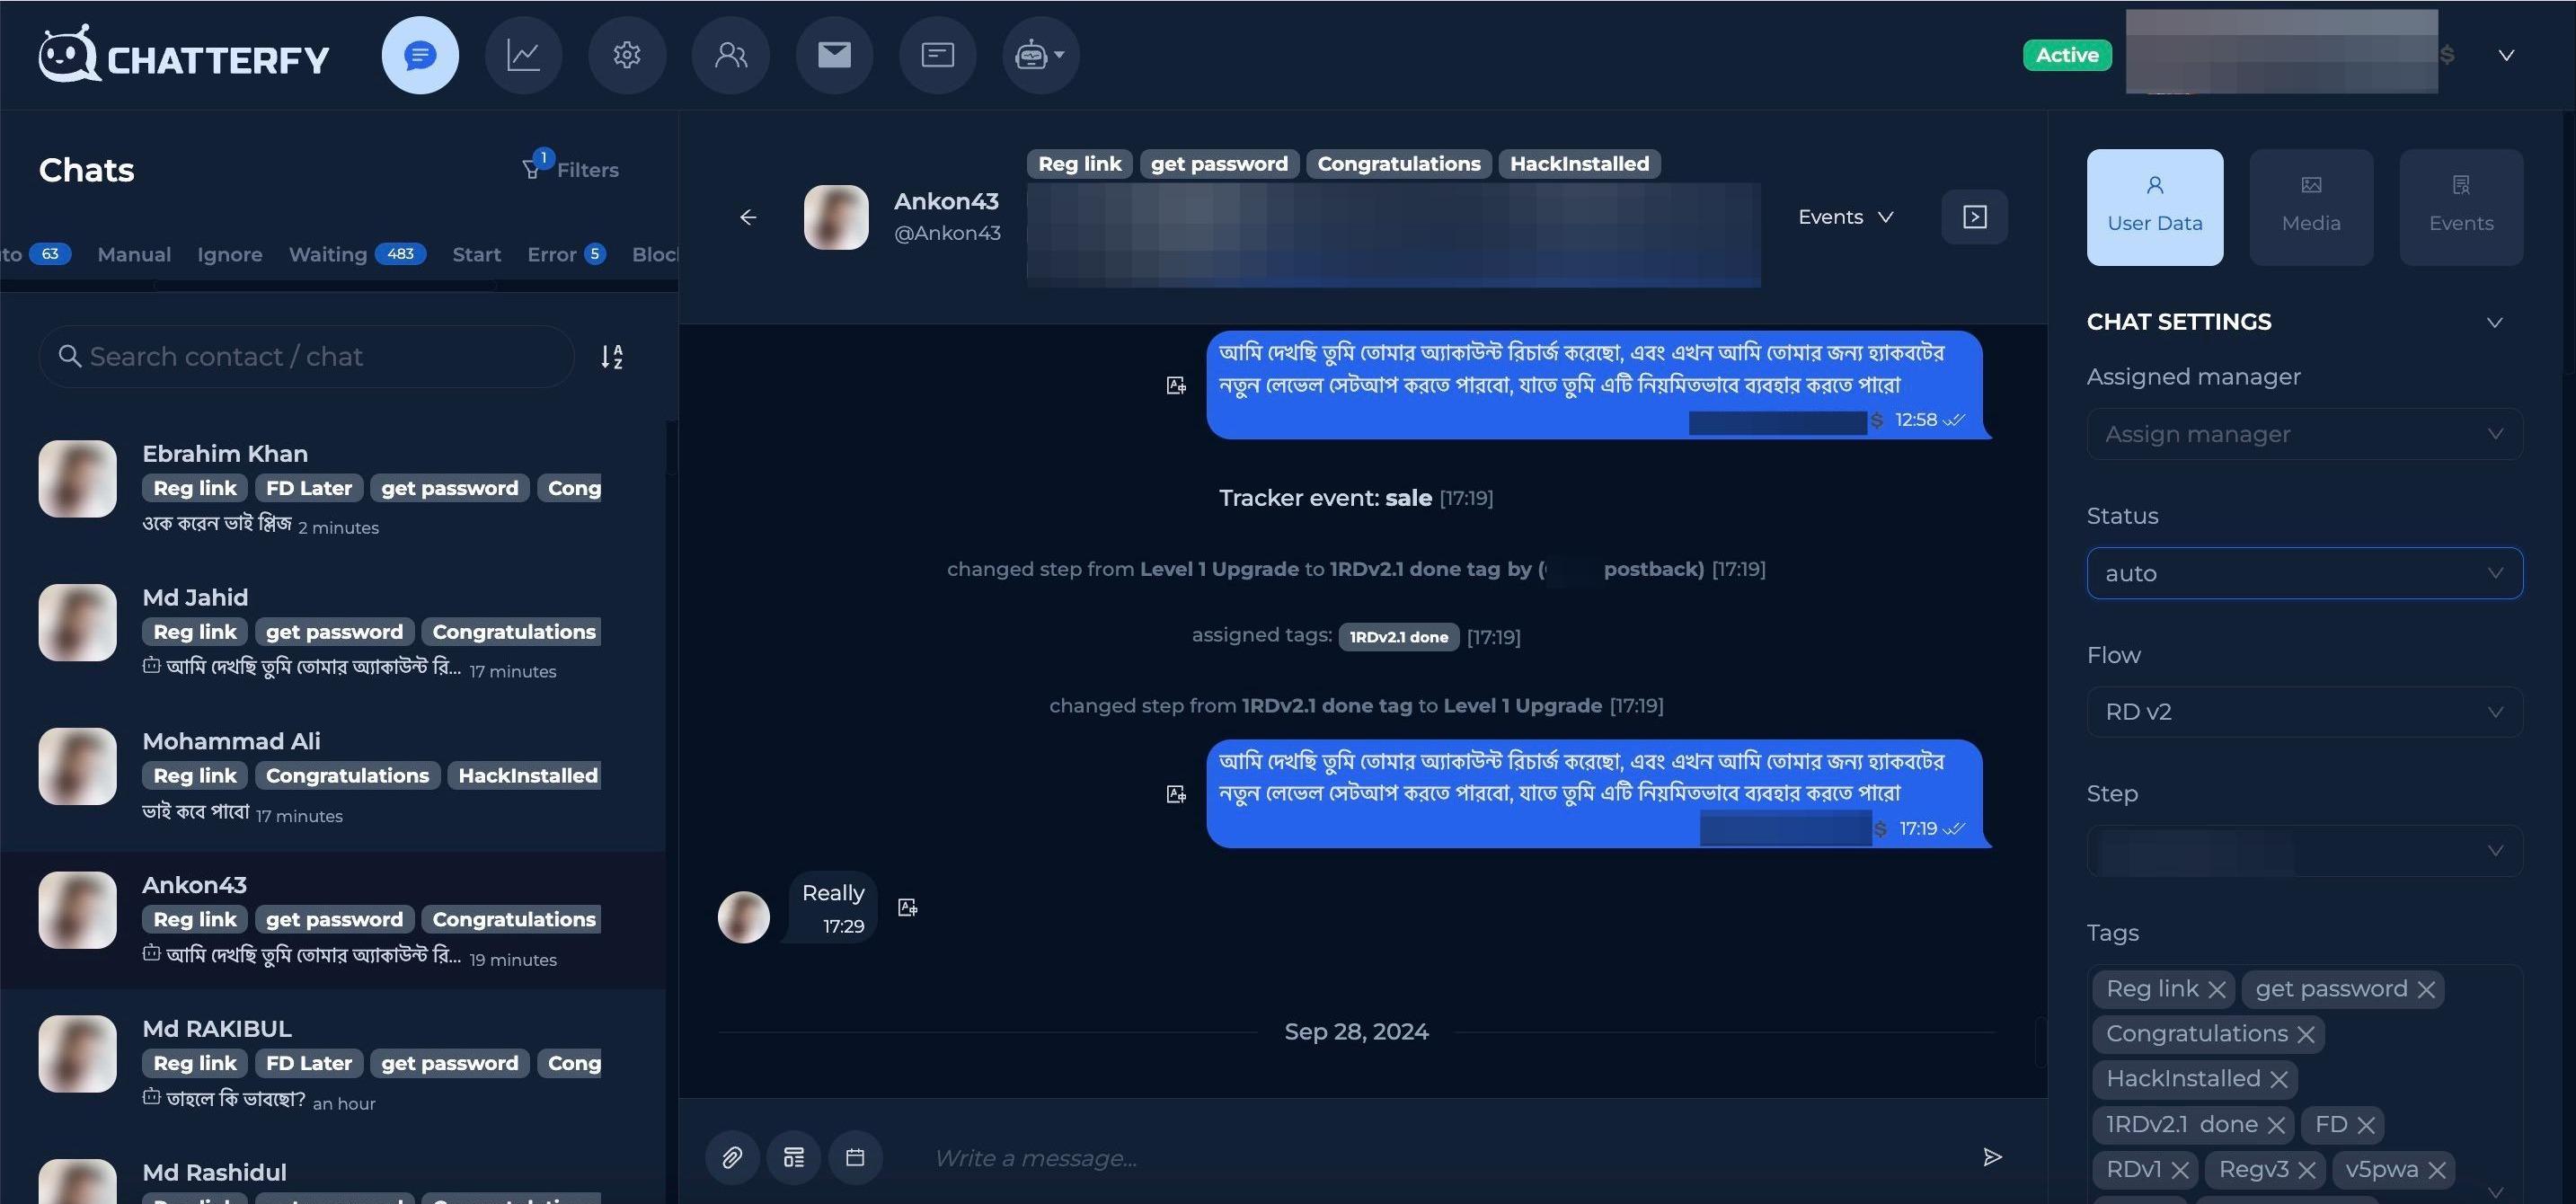 CHATTERFY
Active
$
Chats
1
Filters
to 63 Manual Ignore Waiting 483 Start Error 5 Bloc
Search contact / chat
Ebrahim Khan
Reg link FD Later get password Cong
ওকে করেন ভাই প্লিজ 2 minutes
Md Jahid
Reg link get password Congratulations
আমি দেখছি তুমি তোমার অ্যাকাউন্ট রি... 17 minutes
Mohammad Ali
Reg link Congratulations HackInstalled
ভাই কবে পাবো 17 minutes
Ankon43
Reg link get password Congratulations
আমি দেখছি তুমি তোমার অ্যাকাউন্ট রি... 19 minutes
Md RAKIBUL
Reg link FD Later get password Cong
তাহলে কি ভাবছো? an hour
Md Rashidul
Reg link get password Congratulations HackInstalled
Ankon43
@Ankon43
Events
আমি দেখছি তুমি তোমার অ্যাকাউন্ট রিচার্জ করেছো, এবং এখন আমি তোমার জন্য হ্যাকবটের
নতুন লেভেল সেটআপ করতে পারবো, যাতে তুমি এটি নিয়মিতভাবে ব্যবহার করতে পারো
$ 12:58
Tracker event: sale [17:19]
changed step from Level 1 Upgrade to 1RDv2.1 done tag by ( postback) [17:19]
assigned tags: 1RDv2.1 done [17:19]
changed step from 1RDv2.1 done tag to Level 1 Upgrade [17:19]
আমি দেখছি তুমি তোমার অ্যাকাউন্ট রিচার্জ করেছো, এবং এখন আমি তোমার জন্য হ্যাকবটের
নতুন লেভেল সেটআপ করতে পারবো, যাতে তুমি এটি নিয়মিতভাবে ব্যবহার করতে পারো
$ 17:19
Really
17:29
Sep 28, 2024
Write a message...
User Data
Media
Events
CHAT SETTINGS
Assigned manager
Assign manager
Status
auto
Flow
RD v2
Step
Tags
Reg link get password
Congratulations
HackInstalled
1RDv2.1 done FD
RDv1 Regv3 v5pwa